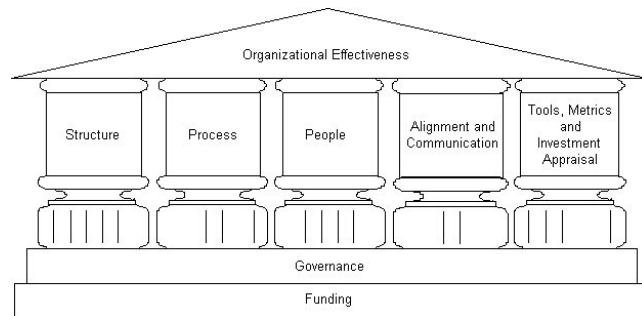 Organizational Effectiveness
Structure
Process
People
Alignment and
Communication
Tools, Metrics
and
Investment
Appraisal
Governance
Funding